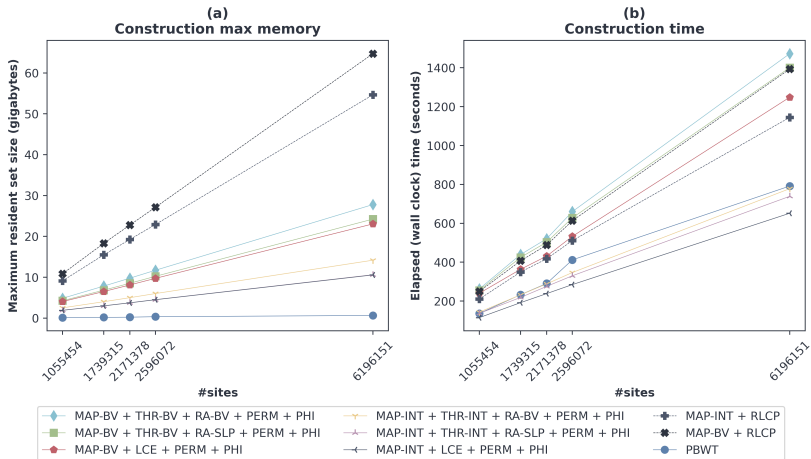 (a)
Construction max memory
Maximum resident set size (gigabytes)
60
50
40
30
20
10
0
1055454
1739315
2171378
2596072
6196151
#sites
(b)
Construction time
Elapsed (wall clock) time (seconds)
1400
1200
1000
800
600
400
200
1055454
1739315
2171378
2596072
6196151
#sites
MAP-BV + THR-BV + RA-BV + PERM + PHI
MAP-BV + THR-BV + RA-SLP + PERM + PHI
MAP-BV + LCE + PERM + PHI
MAP-INT + THR-INT + RA-BV + PERM + PHI
MAP-INT + THR-INT + RA-SLP + PERM + PHI
MAP-INT + LCE + PERM + PHI
MAP-INT + RLCP
MAP-BV + RLCP
PBWT